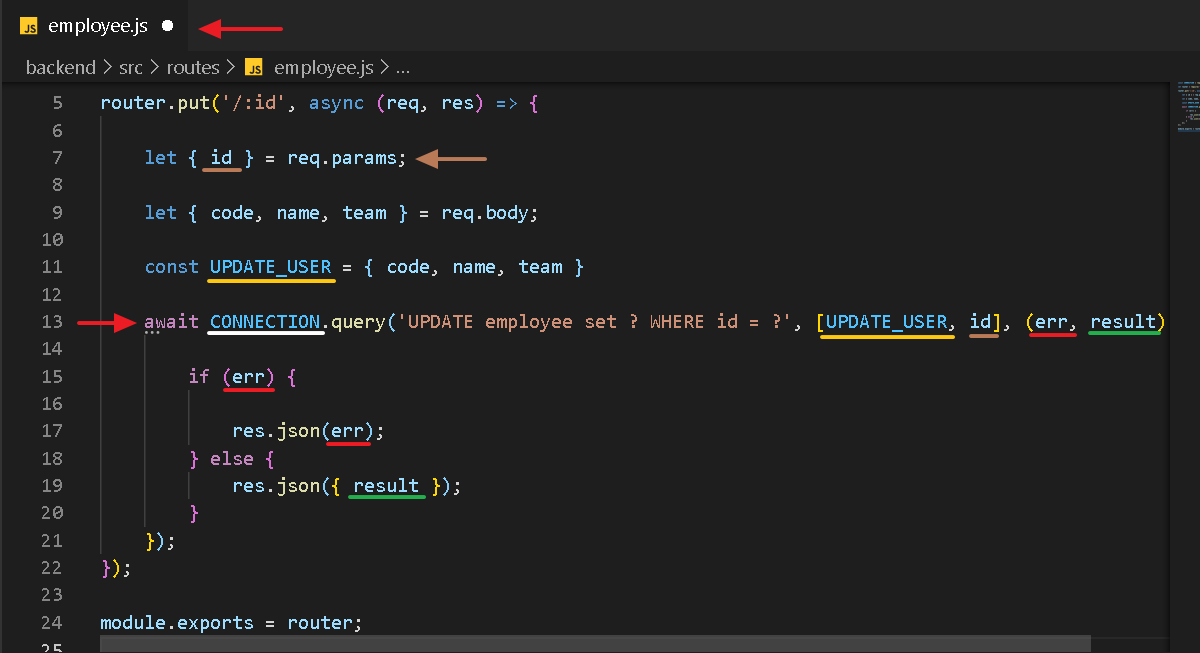 JS employee.js
backend > src > routes > JS employee.js > ...
5 router.put('/:id', async (req, res) => {
6
7 let { id } = req.params;
8
9 let { code, name, team } = req.body;
10
11 const UPDATE_USER = { code, name, team }
12
13 await CONNECTION.query('UPDATE employee set ? WHERE id = ?', [UPDATE_USER, id], (err, result)
14
15 if (err) {
16
17 res.json(err);
18 } else {
19 res.json({ result });
20 }
21 });
22 });
23
24 module.exports = router;
25